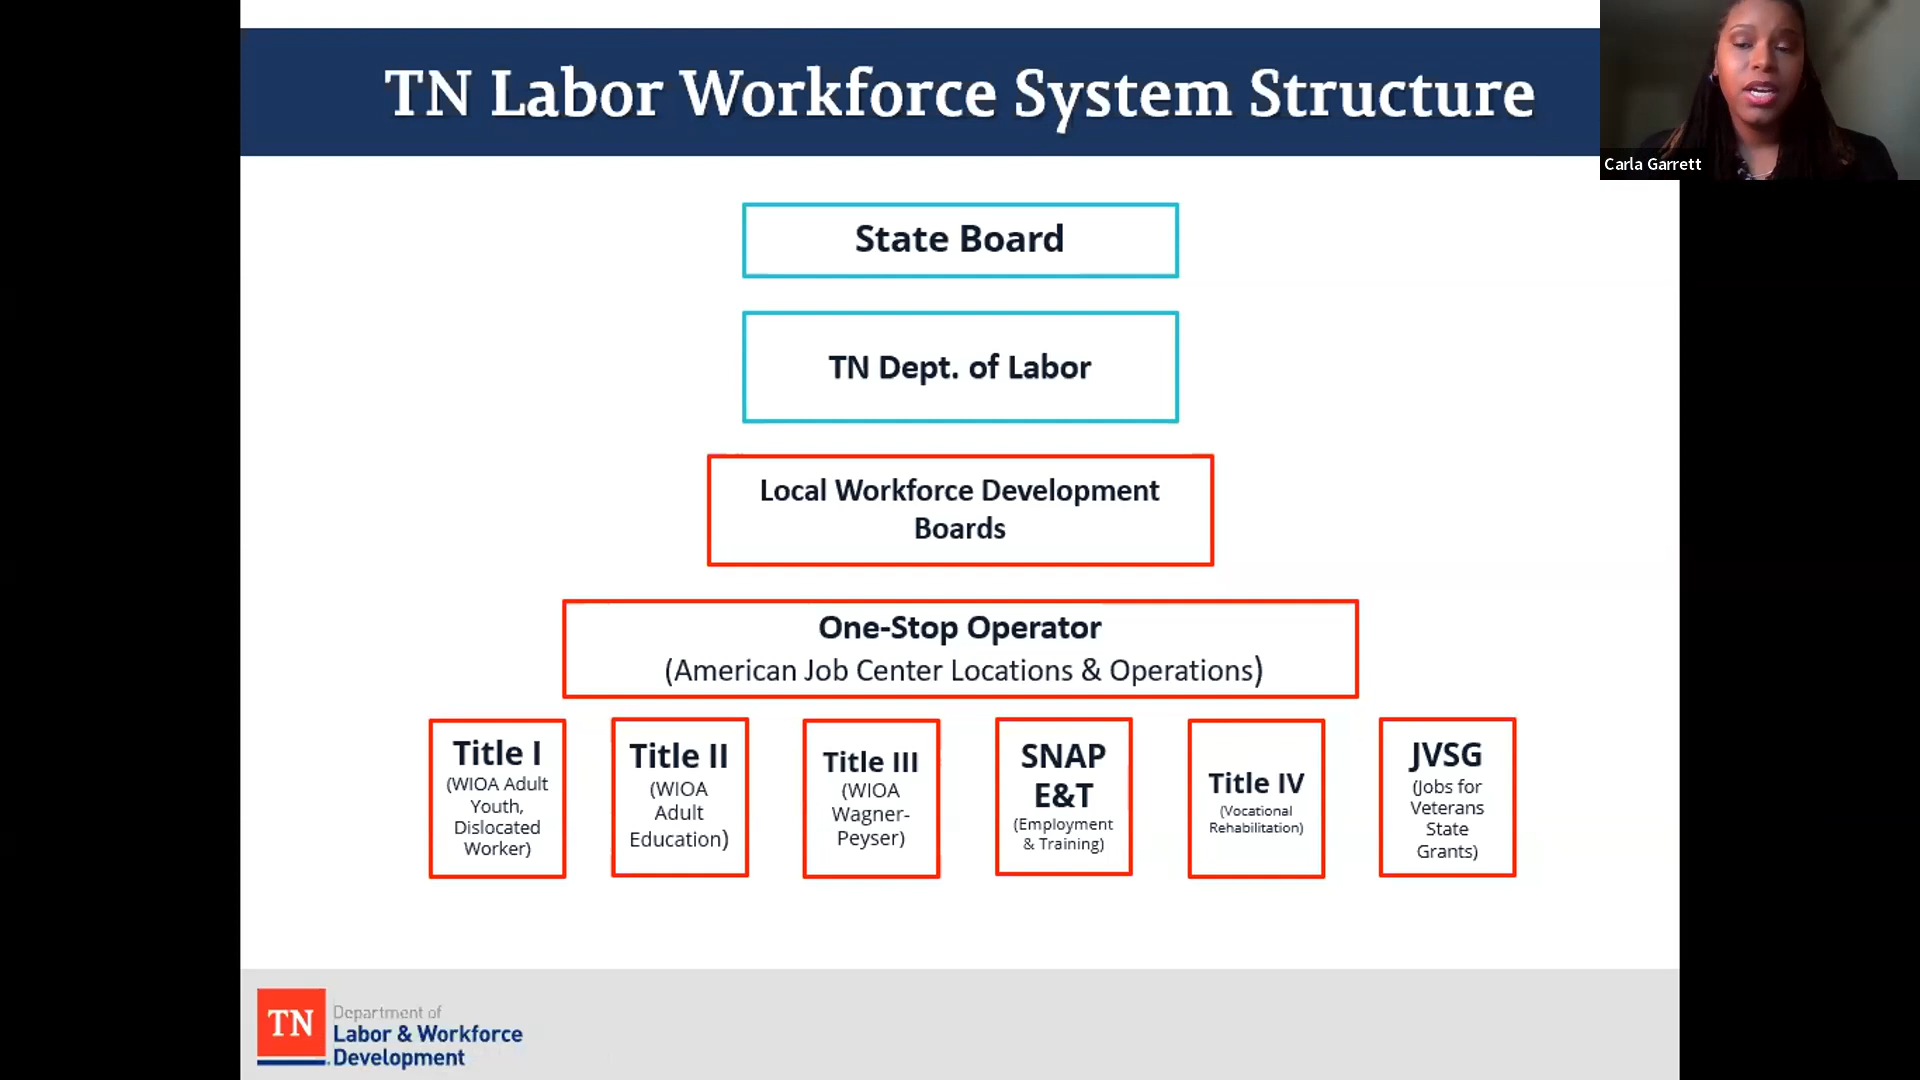 TN Labor Workforce System Structure
Carla Garrett
State Board
TN Dept. of Labor
Local Workforce Development
Boards
One-Stop Operator
(American Job Center Locations & Operations)
Title I
(WIOA Adult
Youth,
Dislocated
Worker)
Title II
(WIOA
Adult
Education)
Title III
(WIOA
Wagner-
Peyser)
SNAP
E&T
(Employment
& Training)
Title IV
(Vocational
Rehabilitation)
JVSG
(Jobs for
Veterans
State
Grants)
TN
Department of
Labor & Workforce
Development